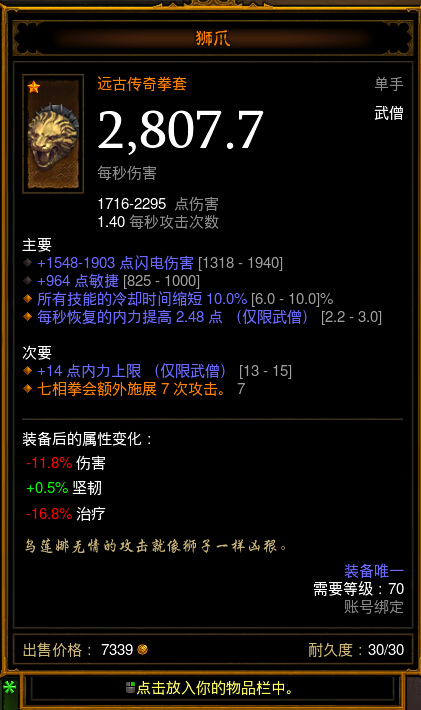 狮爪
远古传奇拳套
单手
2,807.7
武僧
每秒伤害
1716-2295 点伤害
1.40 每秒攻击次数
主要
+1548-1903 点闪电伤害 [1318 - 1940]
+964 点敏捷 [825 - 1000]
所有技能的冷却时间缩短 10.0% [6.0 - 10.0]%
每秒恢复的内力提高 2.48 点 （仅限武僧） [2.2 - 3.0]
次要
+14 点内力上限 （仅限武僧） [13 - 15]
七相拳会额外施展 7 次攻击。 7
装备后的属性变化：
-11.8% 伤害
+0.5% 坚韧
-16.8% 治疗
乌莲娜无情的攻击就像狮子一样凶狠。
装备唯一
需要等级：70
账号绑定
出售价格： 7339
耐久度：30/30
点击放入你的物品栏中。